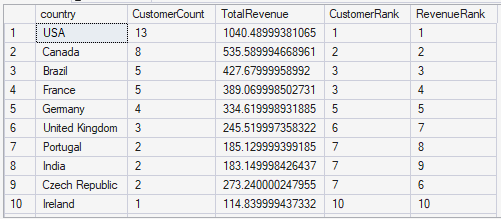 country CustomerCount TotalRevenue CustomerRank RevenueRank
1 USA 13 1040.48999381065 1 1
2 Canada 8 535.589994668961 2 2
3 Brazil 5 427.67999958992 3 3
4 France 5 389.069998502731 3 4
5 Germany 4 334.619998931885 5 5
6 United Kingdom 3 245.519997358322 6 7
7 Portugal 2 185.129999399185 7 8
8 India 2 183.149998426437 7 9
9 Czech Republic 2 273.240000247955 7 6
10 Ireland 1 114.839999437332 10 10